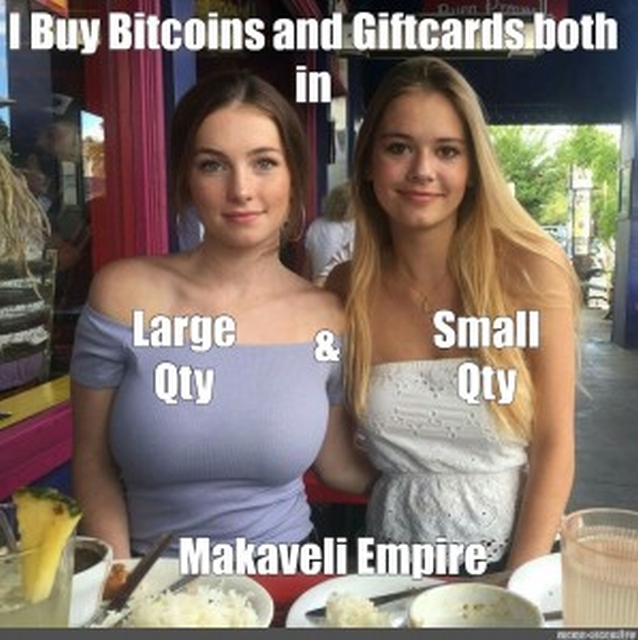 I Buy Bitcoins and Giftcards both
in
Large
Qty
&
Small
Qty
Makaveli Empire